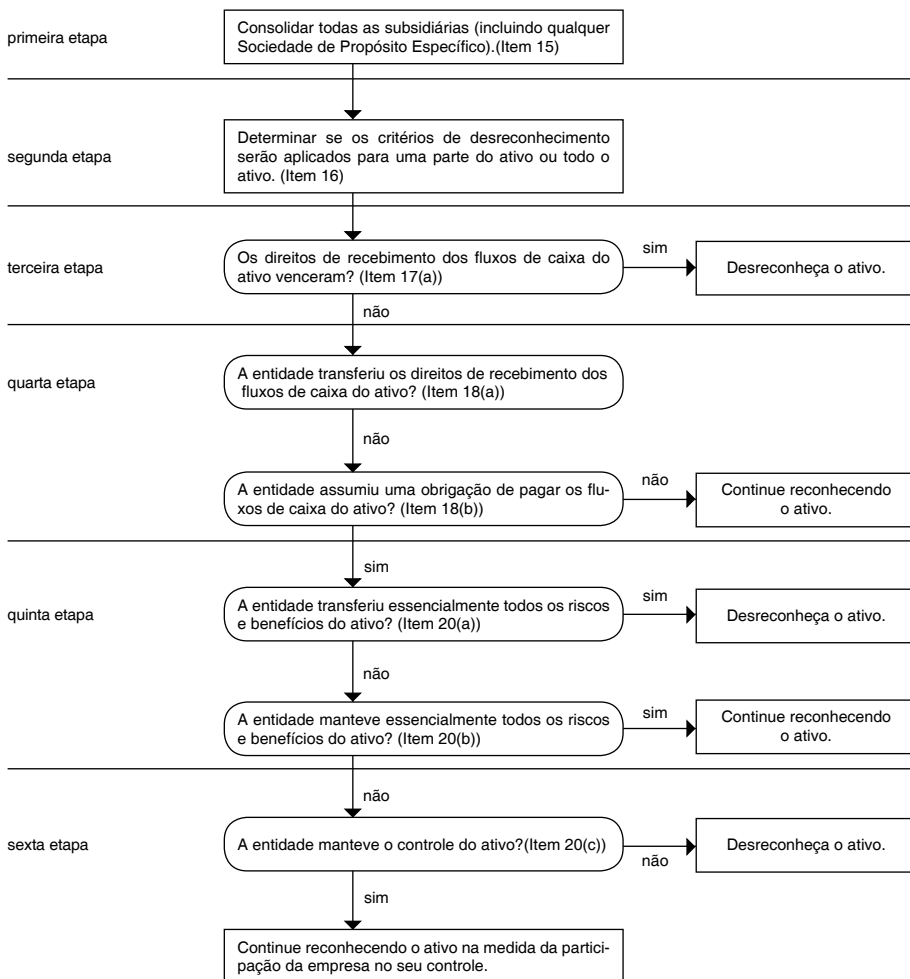 primeira etapa
Consolidar todas as subsidiárias (incluindo qualquer
Sociedade de Propósito Específico).(Item 15)
segunda etapa
Determinar se os critérios de desreconhecimento
serão aplicados para uma parte do ativo ou todo o
ativo. (Item 16)
terceira etapa
Os direitos de recebimento dos fluxos de caixa do
ativo venceram? (Item 17(a))
sim
Desreconheça o ativo.
não
quarta etapa
A entidade transferiu os direitos de recebimento dos
fluxos de caixa do ativo? (Item 18(a))
não
A entidade assumiu uma obrigação de pagar os flu-
xos de caixa do ativo? (Item 18(b))
não
Continue reconhecendo
o ativo.
sim
quinta etapa
A entidade transferiu essencialmente todos os riscos
e benefícios do ativo? (Item 20(a))
sim
Desreconheça o ativo.
não
A entidade manteve essencialmente todos os riscos
e benefícios do ativo? (Item 20(b))
sim
Continue reconhecendo
o ativo.
não
sexta etapa
A entidade manteve o controle do ativo?(Item 20(c))
não
Desreconheça o ativo.
sim
Continue reconhecendo o ativo na medida da partici-
pação da empresa no seu controle.